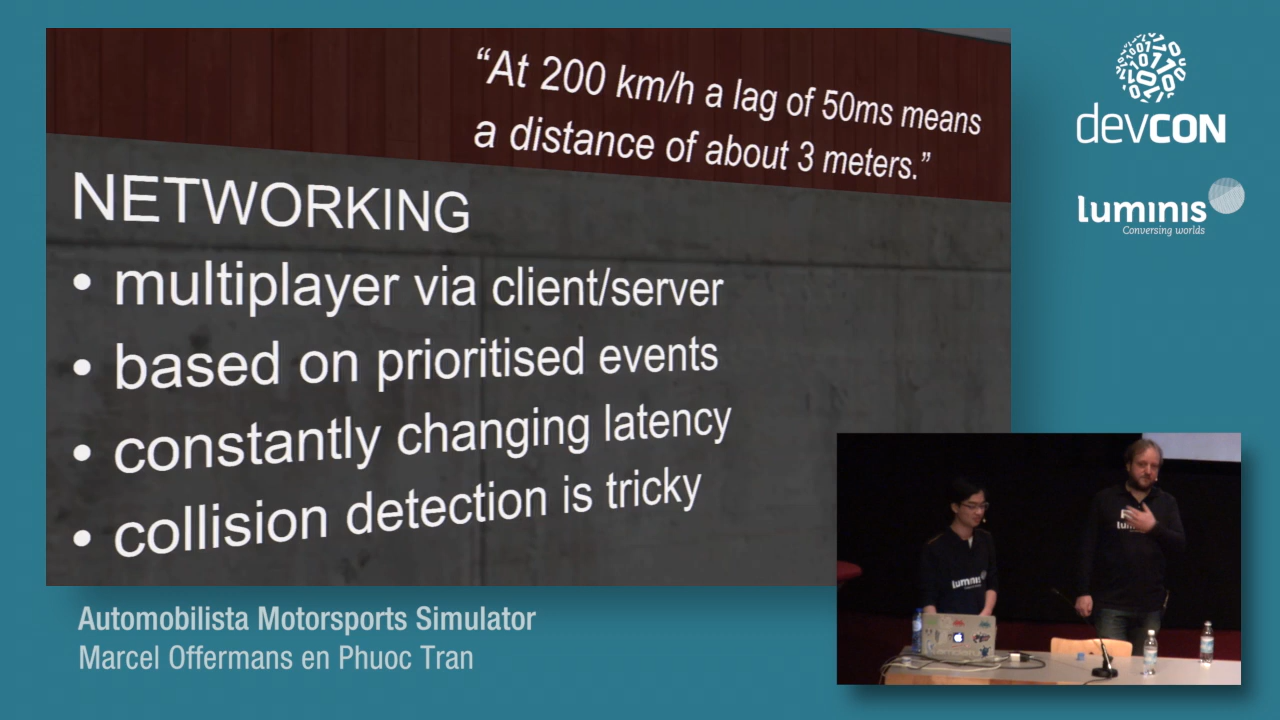 “At 200 km/h a lag of 50ms means
a distance of about 3 meters.”
NETWORKING
• multiplayer via client/server
• based on prioritised events
• constantly changing latency
• collision detection is tricky
devCON
luminis
Conversing worlds
Automobilista Motorsports Simulator
Marcel Offermans en Phuoc Tran
luminis